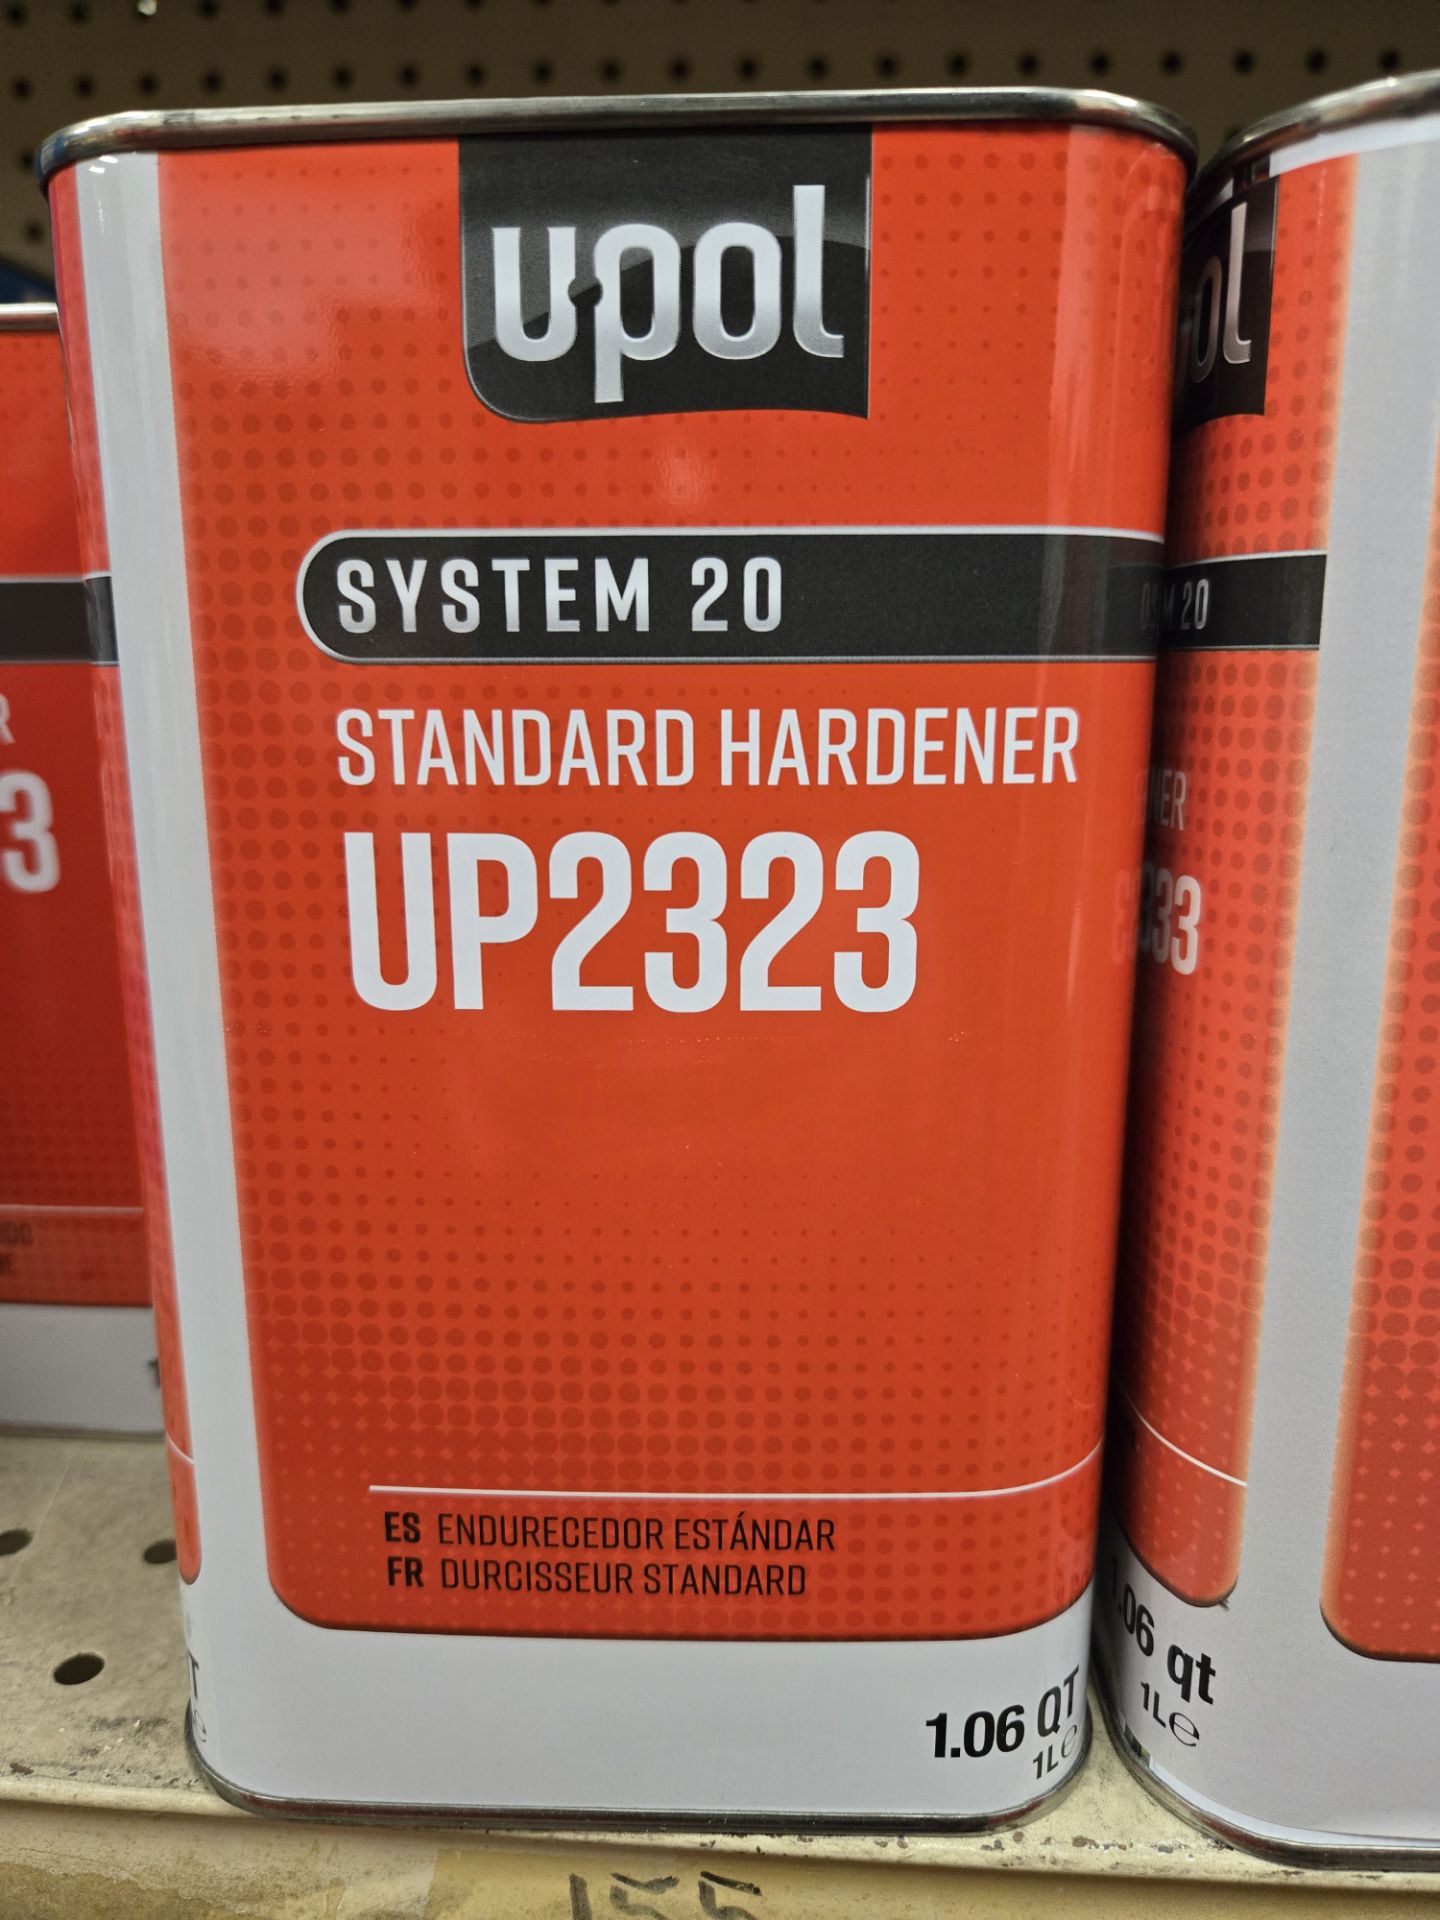 upol
SYSTEM 20
STANDARD HARDENER
UP2323
ES ENDURECEDOR ESTÁNDAR
FR DURCISSEUR STANDARD
1.06 QT
1L e
1.06 qt
1L e